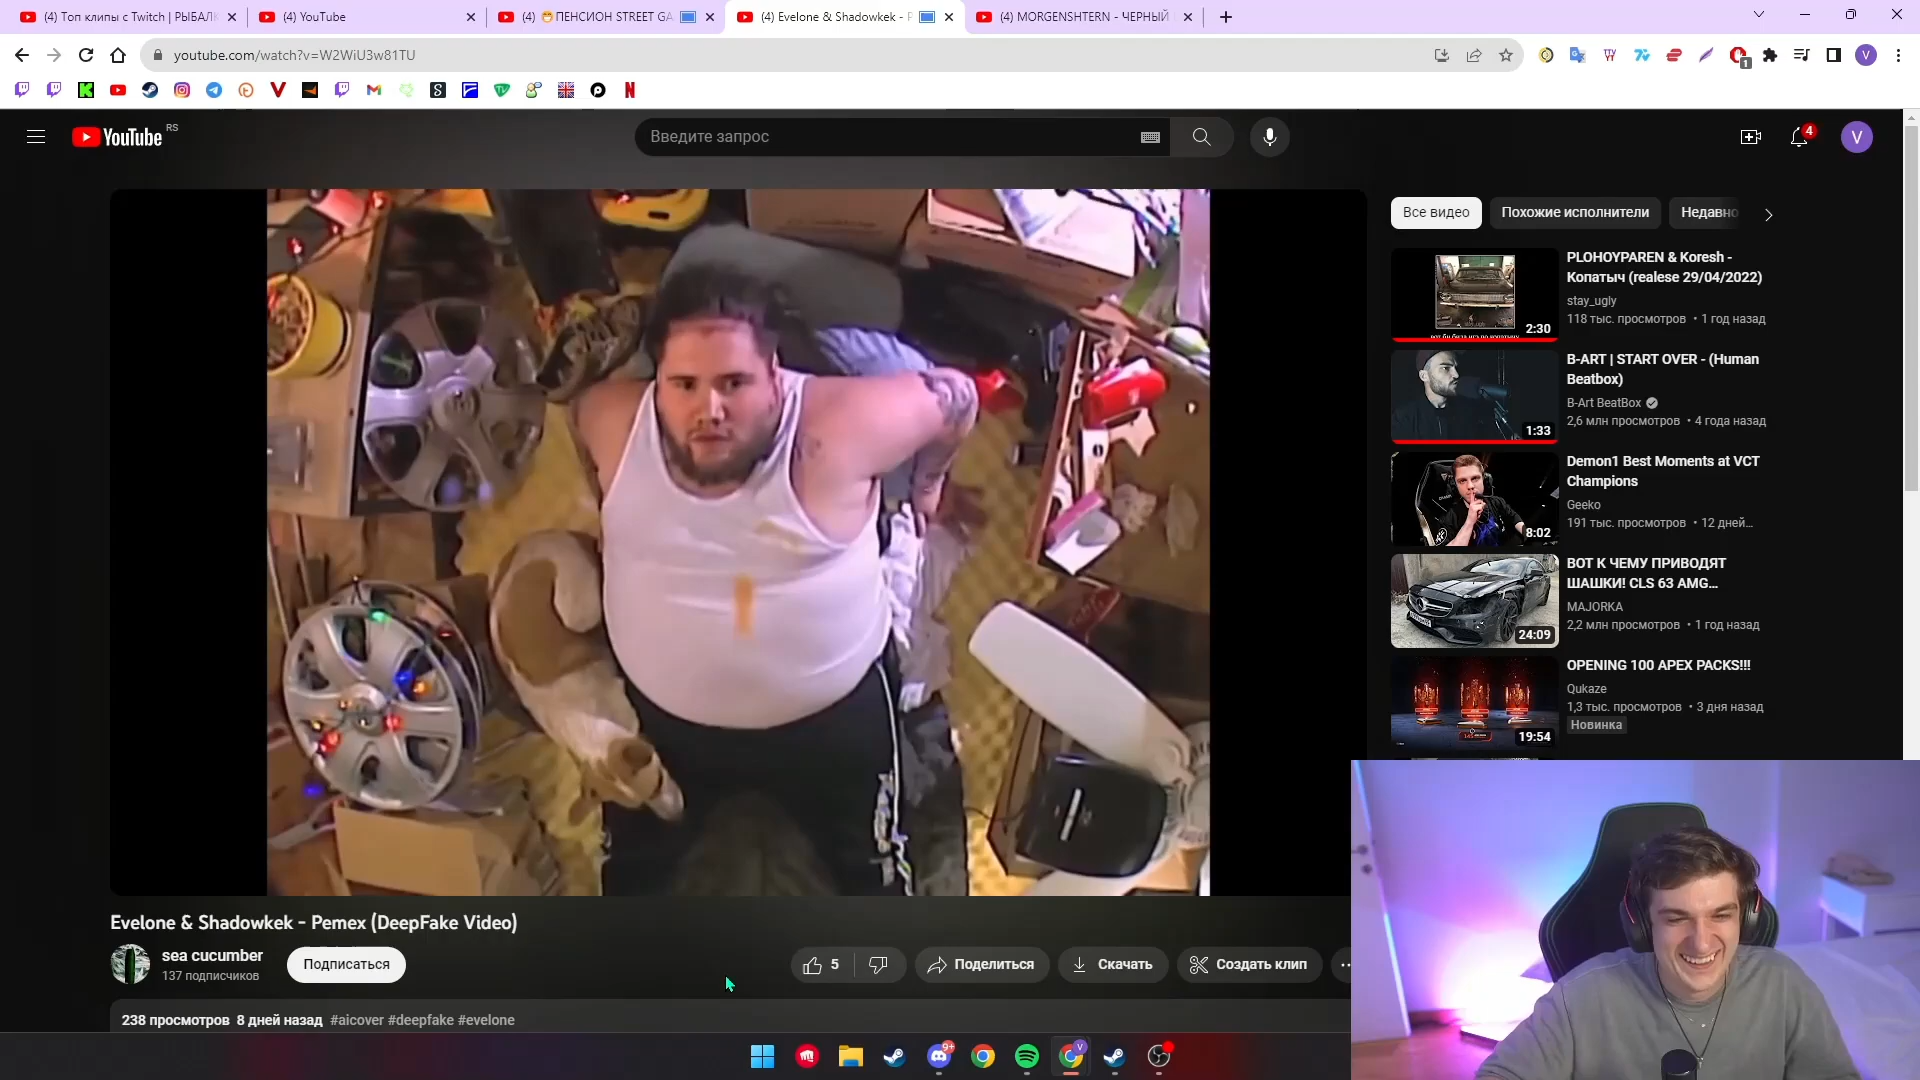 (4) Топ клипы с Twitch | РЫБАЛК
(4) YouTube
(4) 😁ПЕНСИОН STREET GA
(4) Evelone & Shadowkek - P
(4) MORGENSHTERN - ЧЕРНЫЙ
youtube.com/watch?v=W2WiU3w81TU
1
V
YouTube
RS
Введите запрос
4
V
Все видео
Похожие исполнители
Недавно
PLOHOYPAREN & Koresh -
Копатыч (realese 29/04/2022)
stay_ugly
118 тыс. просмотров • 1 год назад
2:30
B-ART | START OVER - (Human
Beatbox)
B-Art BeatBox
2,6 млн просмотров • 4 года назад
1:33
Demon1 Best Moments at VCT
Champions
Geeko
191 тыс. просмотров • 12 дней…
8:02
ВОТ К ЧЕМУ ПРИВОДЯТ
ШАШКИ! CLS 63 AMG…
MAJORKA
2,2 млн просмотров • 1 год назад
24:09
OPENING 100 APEX PACKS!!!
Qukaze
1,3 тыс. просмотров • 3 дня назад
Новинка
19:54
Evelone & Shadowkek - Pemex (DeepFake Video)
sea cucumber
137 подписчиков
Подписаться
5
Поделиться
Скачать
Создать клип
238 просмотров 8 дней назад #aicover #deepfake #evelone
9+
V